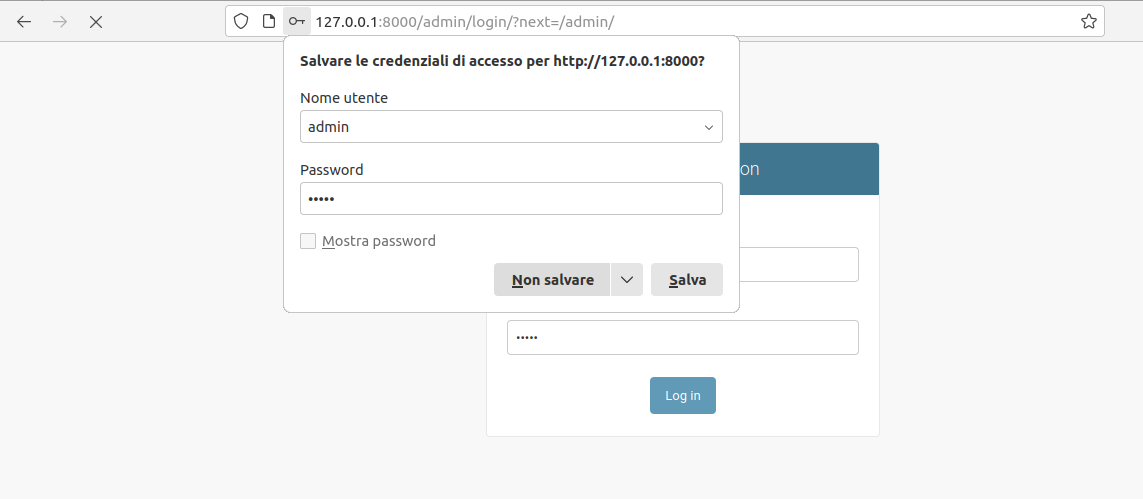 127.0.0.1:8000/admin/login/?next=/admin/
Salvare le credenziali di accesso per http://127.0.0.1:8000?
Nome utente
admin
Password
•••••
Mostra password
Non salvare
Salva
on
•••••
Log in